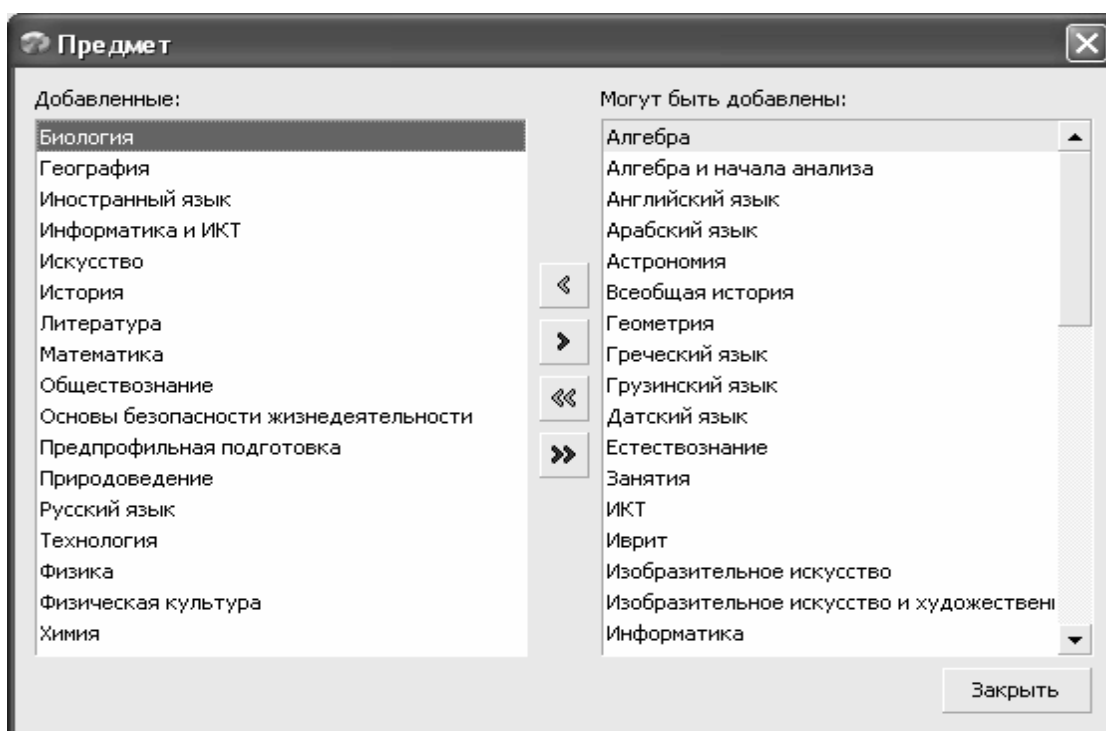 Предмет
Добавленные:
Биология
География
Иностранный язык
Информатика и ИКТ
Искусство
История
Литература
Математика
Обществознание
Основы безопасности жизнедеятельности
Предпрофильная подготовка
Природоведение
Русский язык
Технология
Физика
Физическая культура
Химия
Могут быть добавлены:
Алгебра
Алгебра и начала анализа
Английский язык
Арабский язык
Астрономия
Всеобщая история
Геометрия
Греческий язык
Грузинский язык
Датский язык
Естествознание
Занятия
ИКТ
Иврит
Изобразительное искусство
Изобразительное искусство и художествен
Информатика
Закрыть